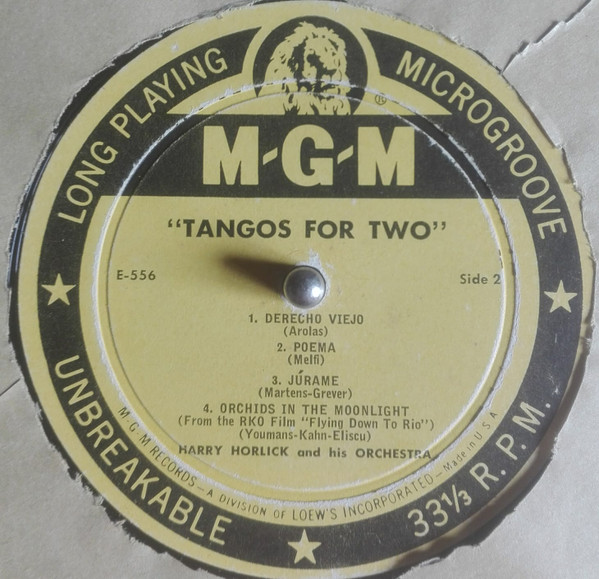 LONG PLAYING MICROGROOVE
®
M-G-M
"TANGOS FOR TWO"
E-556
Side 2
1. DERECHO VIEJO
(Arolas)
2. POEMA
(Melfi)
3. JÚRAME
(Martens-Grever)
4. ORCHIDS IN THE MOONLIGHT
(From the RKO Film "Flying Down To Rio")
(Youmans-Kahn-Eliscu)
HARRY HORLICK and his ORCHESTRA
M-G-M RECORDS—A DIVISION OF LOEW'S INCORPORATED—Made in U S A
UNBREAKABLE
33⅓ R.P.M.